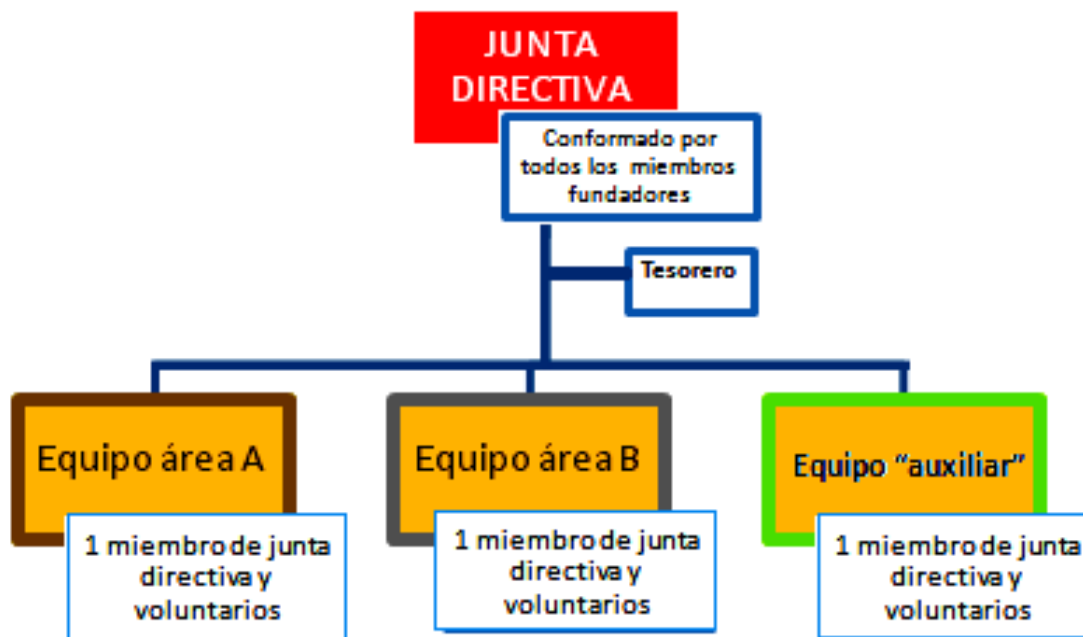 JUNTA
DIRECTIVA
Conformado por
todos los miembros
fundadores
Tesorero
Equipo área A
1 miembro de junta
directiva y
voluntarios
Equipo área B
1 miembro de junta
directiva y
voluntarios
Equipo “auxiliar”
1 miembro de junta
directiva y
voluntarios